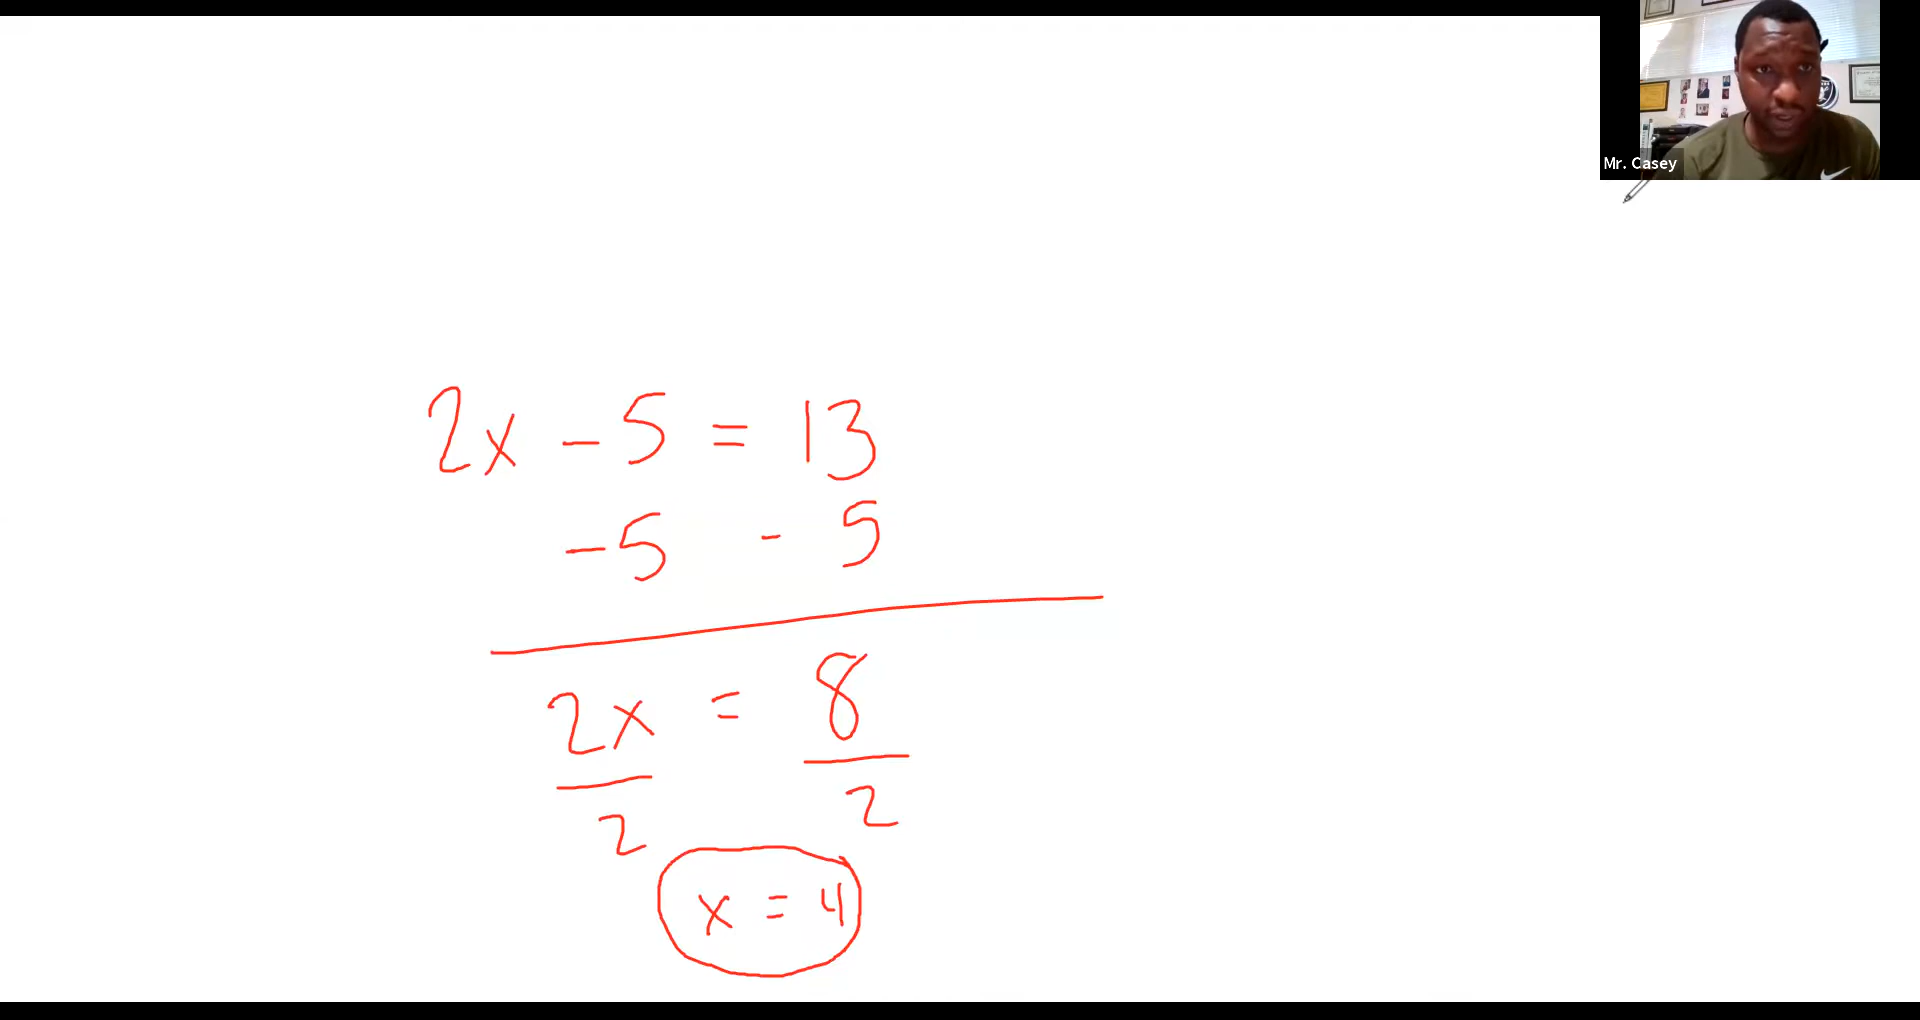 Mr. Casey
2x - 5 = 13
-5 - 5
2x = 8
2 2
x = 4